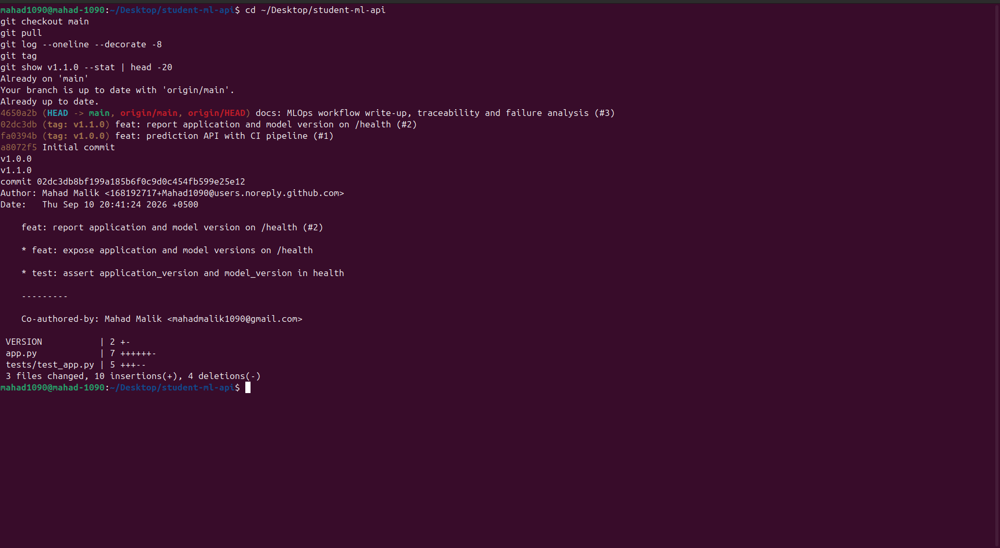 mahad1090@mahad-1090:~/Desktop/student-ml-api$ cd ~/Desktop/student-ml-api
git checkout main
git pull
git log --oneline --decorate -8
git tag
git show v1.1.0 --stat | head -20
Already on 'main'
Your branch is up to date with 'origin/main'.
Already up to date.
4650a2b (HEAD -> main, origin/main, origin/HEAD) docs: MLOps workflow write-up, traceability and failure analysis (#3)
02dc3db (tag: v1.1.0) feat: report application and model version on /health (#2)
fa0394b (tag: v1.0.0) feat: prediction API with CI pipeline (#1)
a8072f5 Initial commit
v1.0.0
v1.1.0
commit 02dc3db8bf199a185b6f0c9d0c454fb599e25e12
Author: Mahad Malik <168192717+Mahad1090@users.noreply.github.com>
Date:   Thu Sep 10 20:41:24 2026 +0500
    feat: report application and model version on /health (#2)
    * feat: expose application and model versions on /health
    * test: assert application_version and model_version in health
    ---------
    Co-authored-by: Mahad Malik <mahadmalik1090@gmail.com>
 VERSION           | 2 +-
 app.py            | 7 ++++++-
 tests/test_app.py | 5 +++--
 3 files changed, 10 insertions(+), 4 deletions(-)
mahad1090@mahad-1090:~/Desktop/student-ml-api$